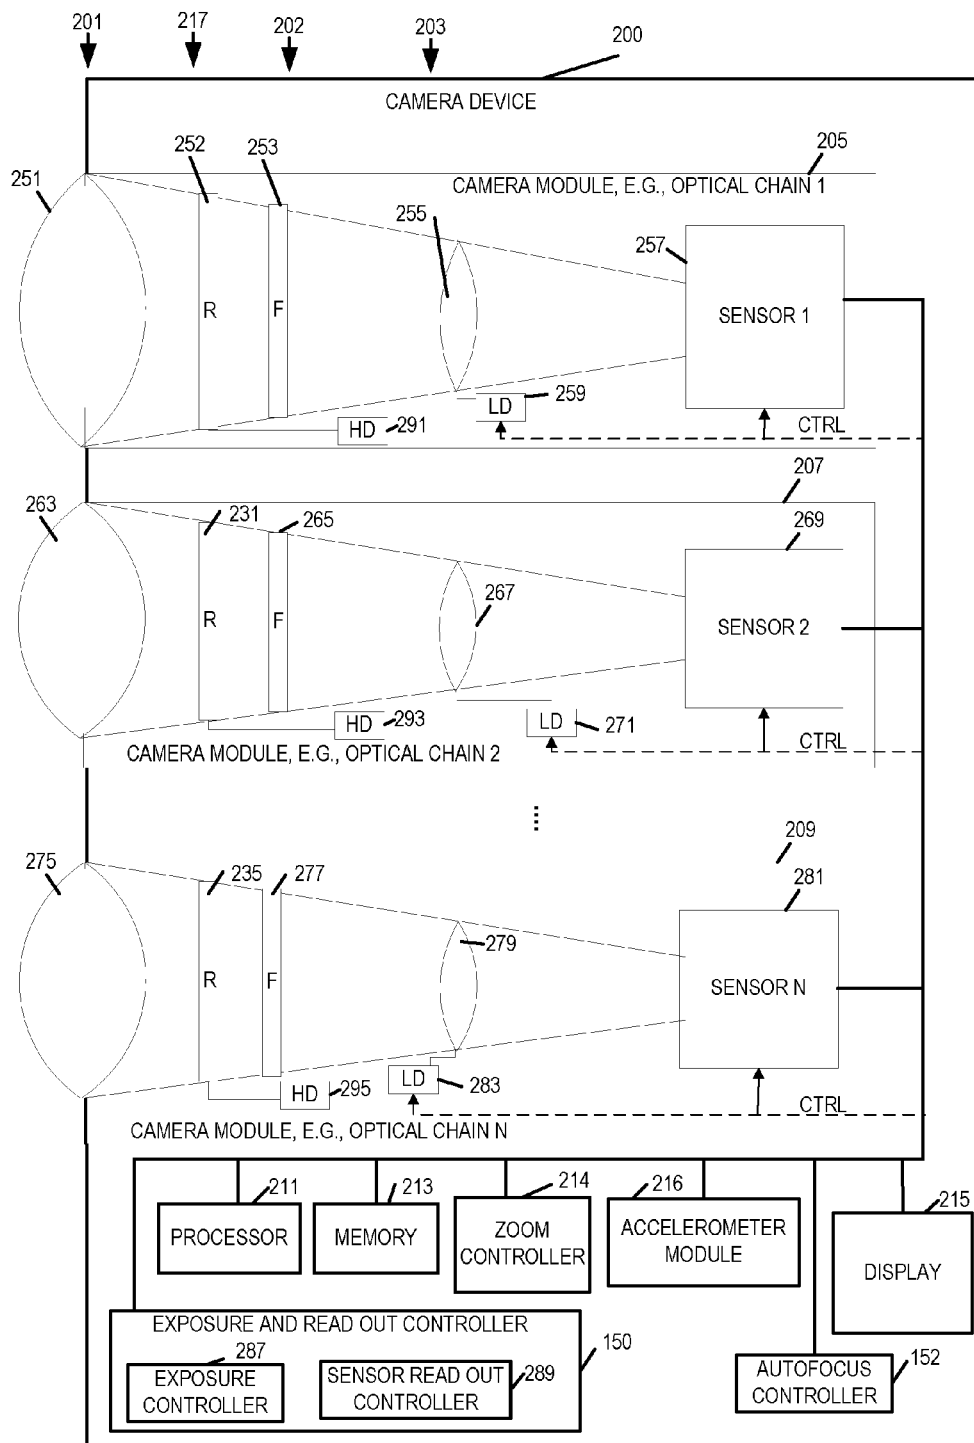 201 217 202 203 200
CAMERA DEVICE
251 252 253 205
CAMERA MODULE, E.G., OPTICAL CHAIN 1
255 257
R F SENSOR 1
LD 259
HD 291 CTRL
207
263 231 265 269
R F 267 SENSOR 2
HD 293 LD 271
CTRL
CAMERA MODULE, E.G., OPTICAL CHAIN 2
209
275 235 277 281
279
R F SENSOR N
HD 295 LD 283
CTRL
CAMERA MODULE, E.G., OPTICAL CHAIN N
211 213 214 216 215
PROCESSOR
MEMORY
ZOOM
CONTROLLER
ACCELEROMETER
MODULE
DISPLAY
EXPOSURE AND READ OUT CONTROLLER
150
287
EXPOSURE
CONTROLLER
SENSOR READ OUT
CONTROLLER
289
AUTOFOCUS
CONTROLLER
152